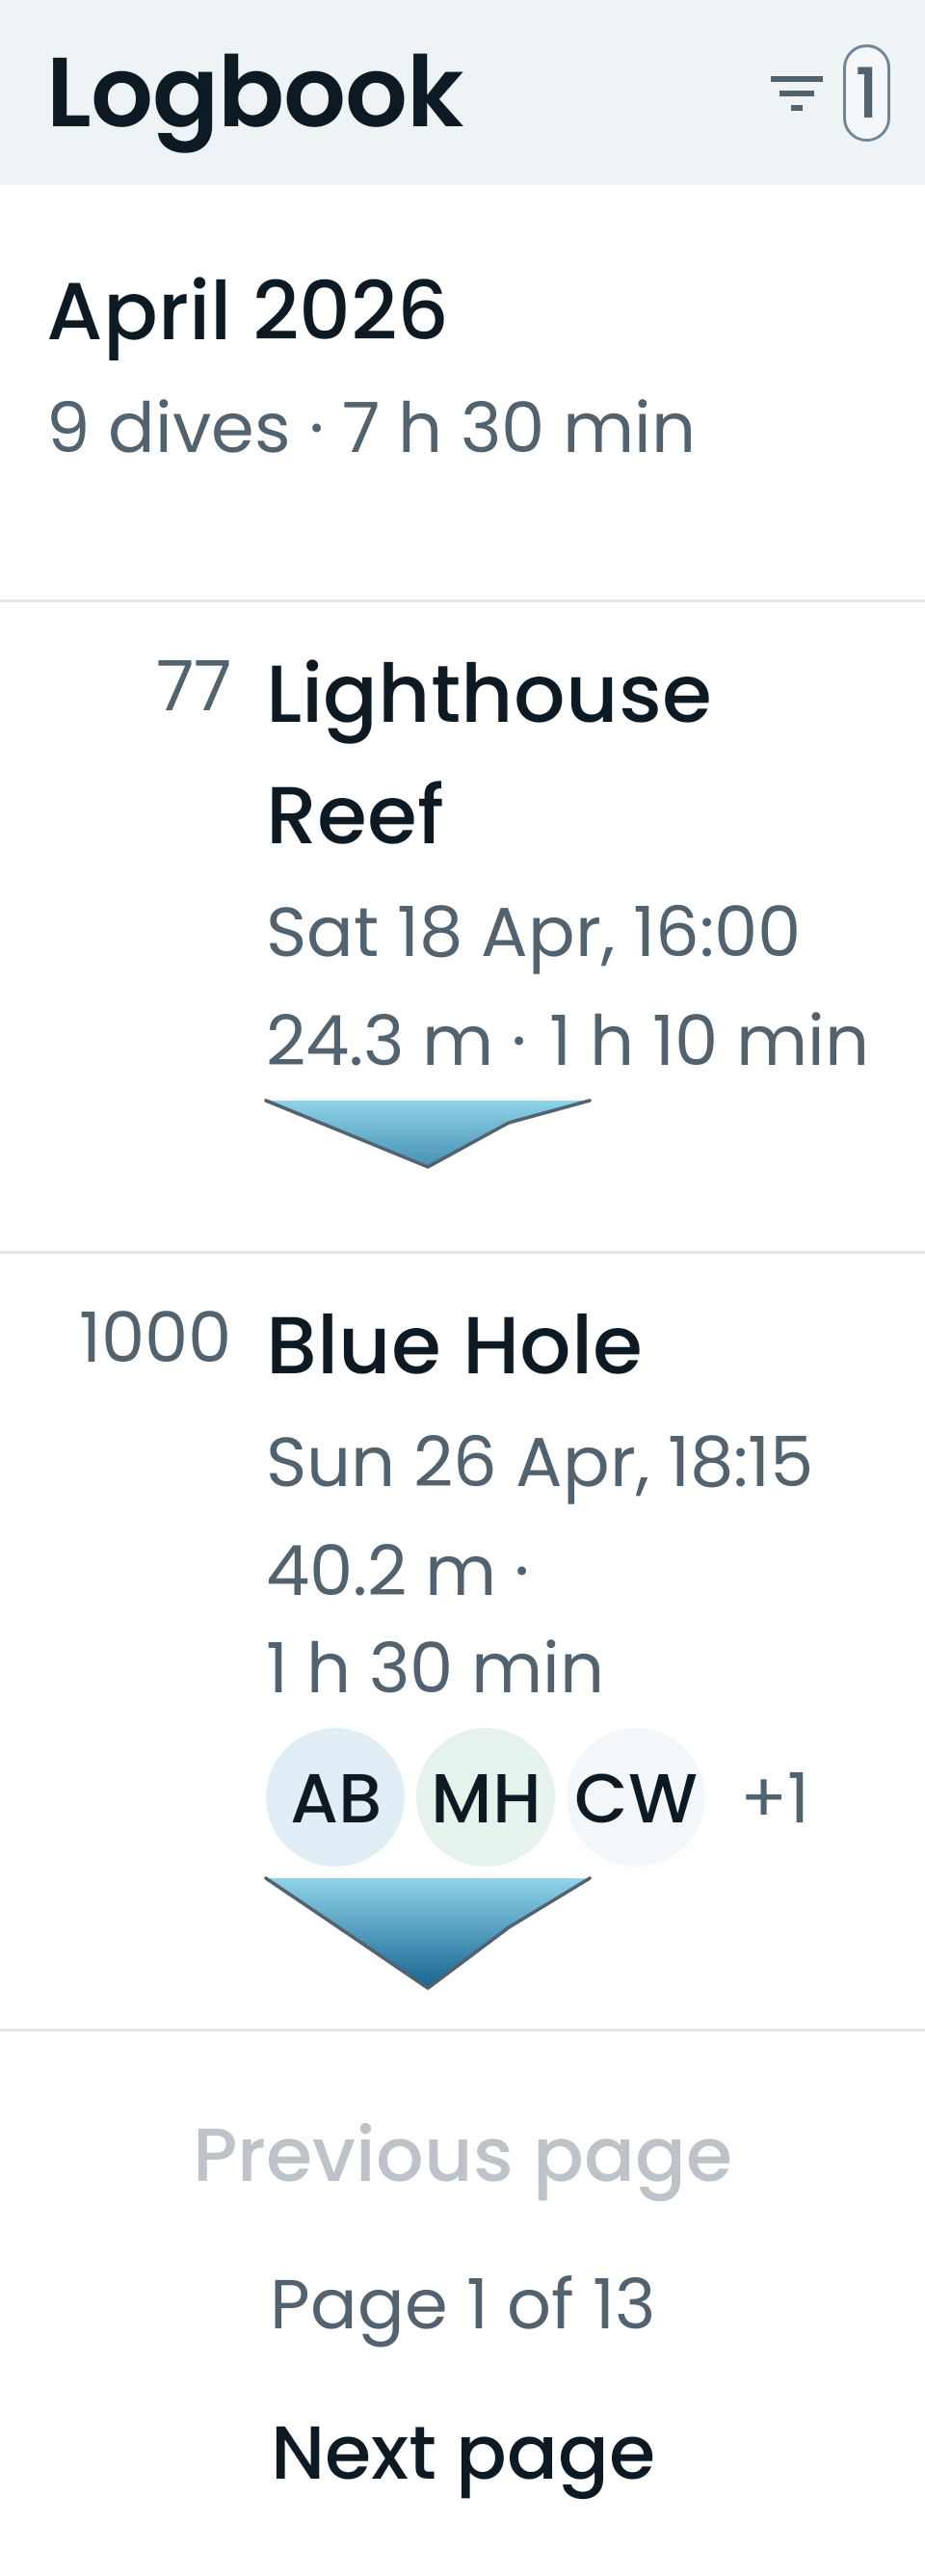 Logbook
1
April 2026
9 dives · 7 h 30 min
77
Lighthouse
Reef
Sat 18 Apr, 16:00
24.3 m · 1 h 10 min
1000
Blue Hole
Sun 26 Apr, 18:15
40.2 m ·
1 h 30 min
AB MH CW +1
Previous page
Page 1 of 13
Next page